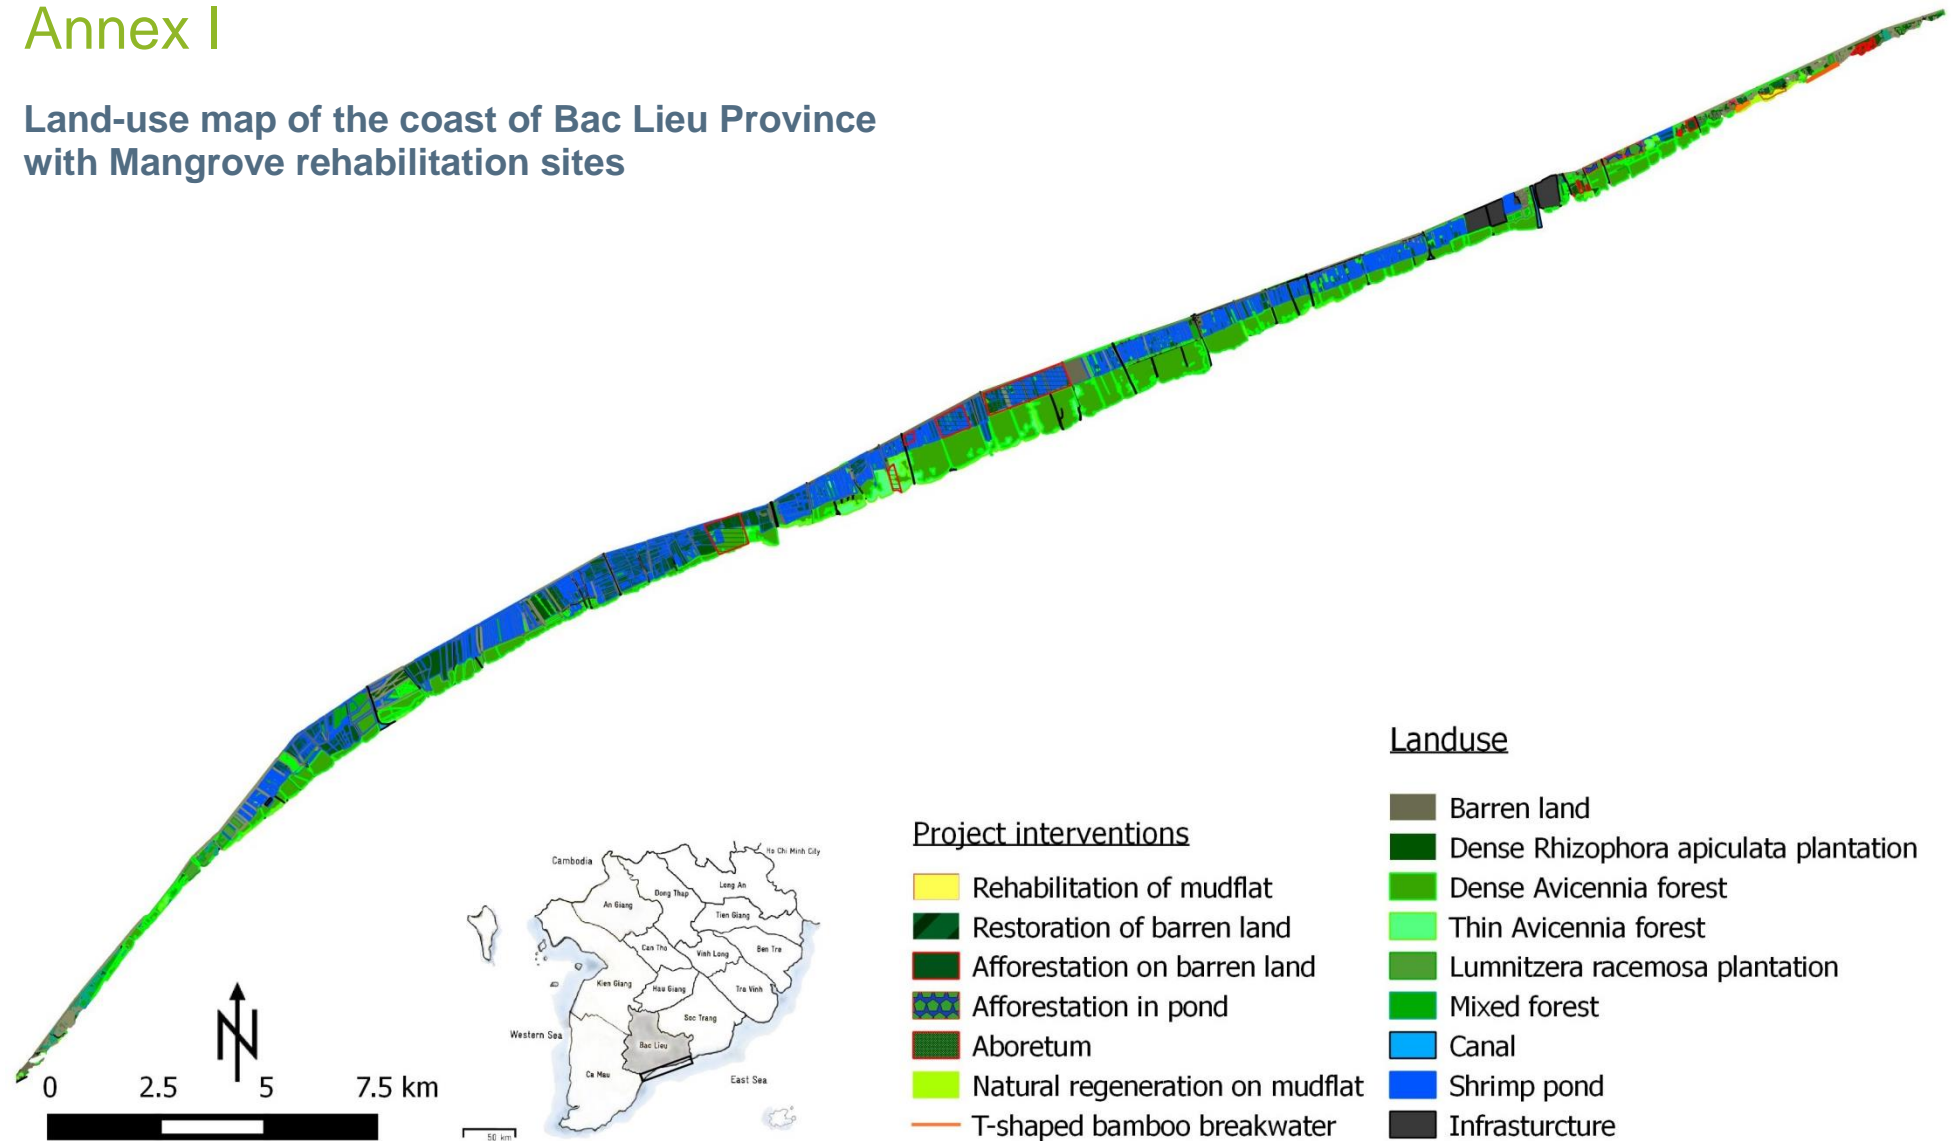 Annex I
Land-use map of the coast of Bac Lieu Province
with Mangrove rehabilitation sites
N
0 2.5 5 7.5 km
Cambodia
Ho Chi Minh City
Long An
Dong Thap
An Giang
Tien Giang
Can Tho
Vinh Long
Ben Tre
Kien Giang
Hau Giang
Tra Vinh
Soc Trang
Western Sea
Bac Lieu
Ca Mau
East Sea
50 km
Project interventions
Rehabilitation of mudflat
Restoration of barren land
Afforestation on barren land
Afforestation in pond
Aboretum
Natural regeneration on mudflat
T-shaped bamboo breakwater
Landuse
Barren land
Dense Rhizophora apiculata plantation
Dense Avicennia forest
Thin Avicennia forest
Lumnitzera racemosa plantation
Mixed forest
Canal
Shrimp pond
Infrasturcture